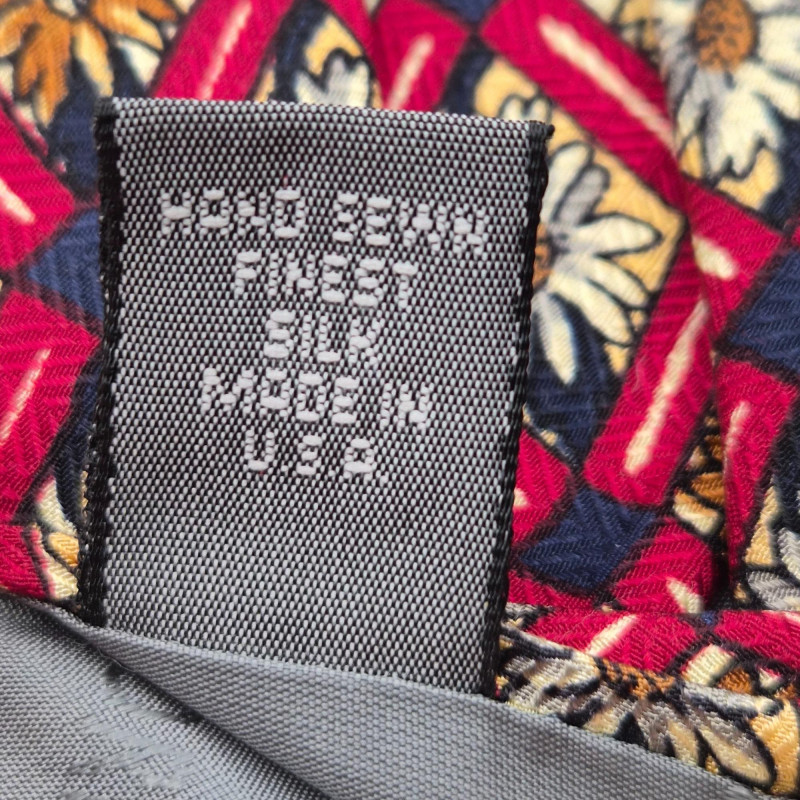 HAND SEWN
FINEST
SILK
MADE IN
U.S.A.